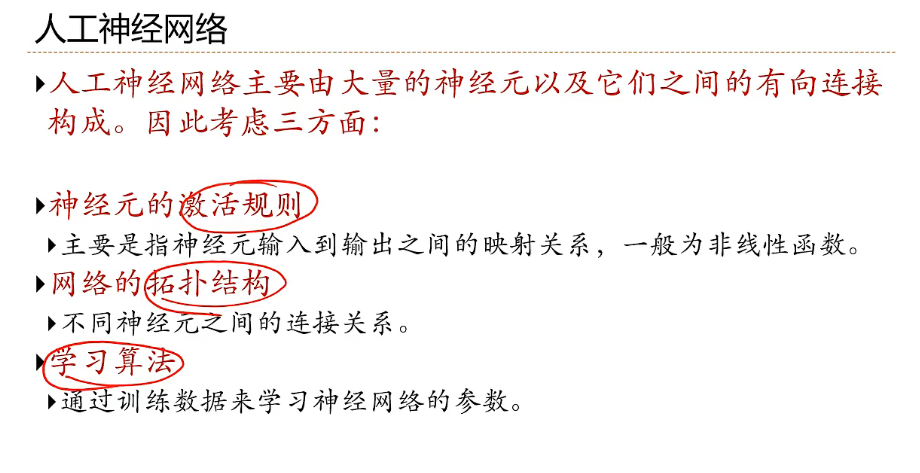 人工神经网络
人工神经网络主要由大量的神经元以及它们之间的有向连接
构成。因此考虑三方面：
神经元的激活规则
主要是指神经元输入到输出之间的映射关系，一般为非线性函数。
网络的拓扑结构
不同神经元之间的连接关系。
学习算法
通过训练数据来学习神经网络的参数。